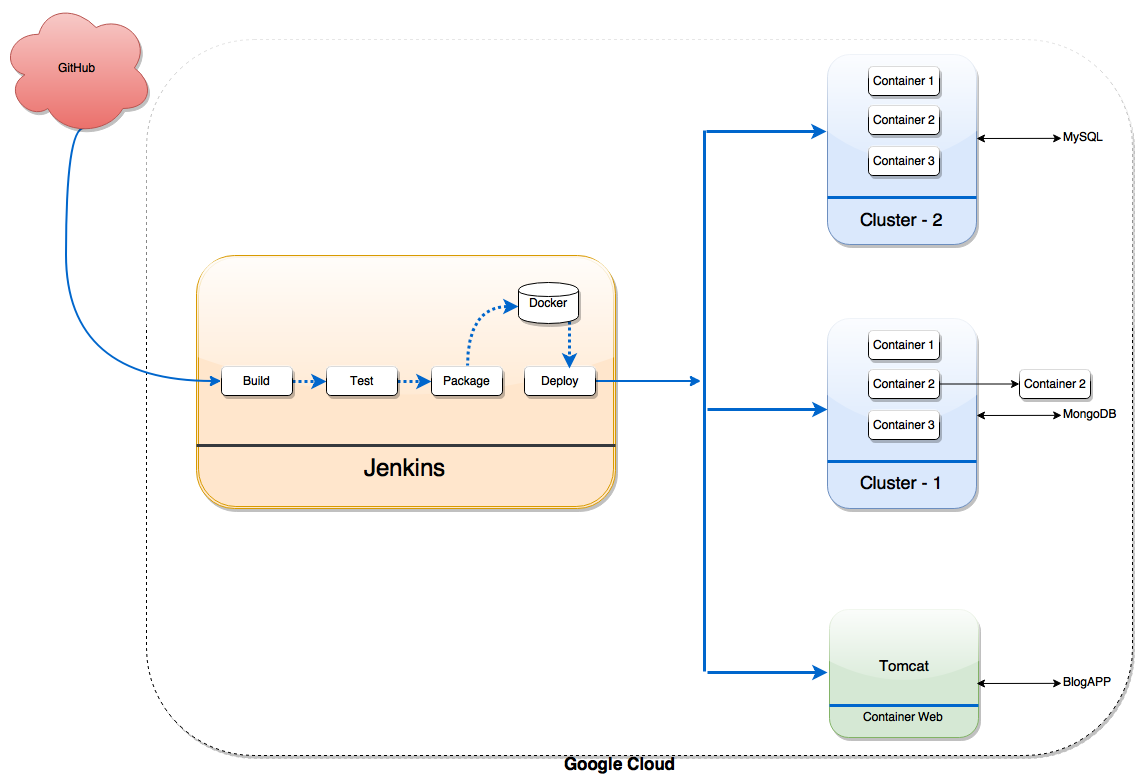 GitHub
Container 1
Container 2
Container 3
MySQL
Cluster - 2
Docker
Build
Test
Package
Deploy
Jenkins
Container 1
Container 2
Container 2
Container 3
MongoDB
Cluster - 1
Tomcat
BlogAPP
Container Web
Google Cloud